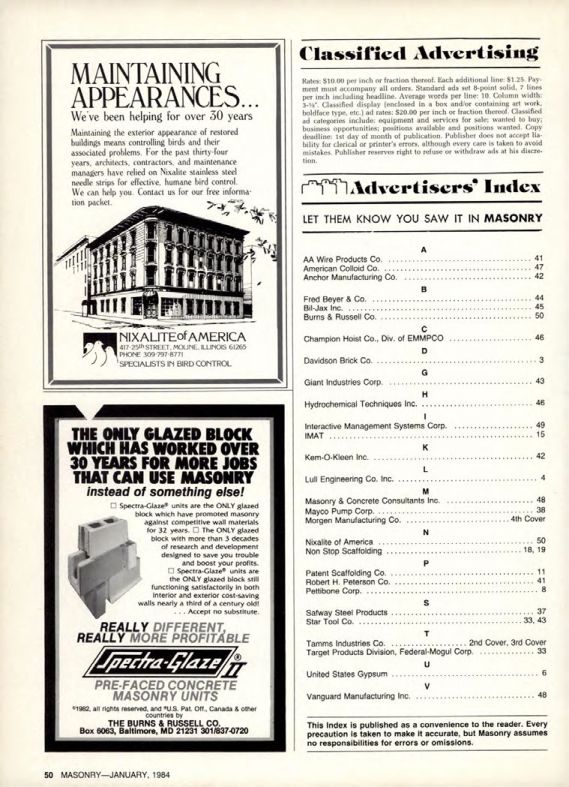 MAINTAINING
APPEARANCES...
We've been helping for over 30 years
Maintaining the exterior appearance of restored
buildings means controlling birds and their
associated problems. For the past thirty-four
years, architects, contractors, and maintenance
managers have relied on Nixalite stainless steel
needle strips for effective, humane bird control.
We can help you. Contact us for our free informa-
tion packet.
NIXALITE of AMERICA
417-25th STREET, MOLINE, ILLINOIS 61265
PHONE 309-797-8771
SPECIALISTS IN BIRD CONTROL
THE ONLY GLAZED BLOCK
WHICH HAS WORKED OVER
30 YEARS FOR MORE JOBS
THAT CAN USE MASONRY
instead of something else!
☐ Spectra-Glaze® units are the ONLY glazed
block which have promoted masonry
against competitive wall materials
for 32 years. ☐ The ONLY glazed
block with more than 3 decades
of research and development
designed to save you trouble
and boost your profits.
☐ Spectra-Glaze® units are
the ONLY glazed block still
functioning satisfactorily in both
interior and exterior cost-saving
walls nearly a third of a century old!
. . . Accept no substitute.
REALLY DIFFERENT,
REALLY MORE PROFITABLE
Spectra-Glaze® II
PRE-FACED CONCRETE
MASONRY UNITS
©1982, all rights reserved, and ®U.S. Pat. Off., Canada & other
countries by
THE BURNS & RUSSELL CO.
Box 6063, Baltimore, MD 21231 301/837-0720
Classified Advertising
Rates: $10.00 per inch or fraction thereof. Each additional line: $1.25. Pay-
ment must accompany all orders. Standard ads set 8-point solid, 7 lines
per inch including headline. Average words per line: 10. Column width:
3-⅜". Classified display (enclosed in a box and/or containing art work,
boldface type, etc.) ad rates: $20.00 per inch or fraction thereof. Classified
ad categories include: equipment and services for sale; wanted to buy;
business opportunities; positions available and positions wanted. Copy
deadline: 1st day of month of publication. Publisher does not accept lia-
bility for clerical or printer's errors, although every care is taken to avoid
mistakes. Publisher reserves right to refuse or withdraw ads at his discre-
tion.
Advertisers' Index
LET THEM KNOW YOU SAW IT IN MASONRY
A
AA Wire Products Co. 41
American Colloid Co. 47
Anchor Manufacturing Co. 42
B
Fred Beyer & Co. 44
Bil-Jax Inc. 45
Burns & Russell Co. 50
C
Champion Hoist Co., Div. of EMMPCO 46
D
Davidson Brick Co. 3
G
Giant Industries Corp. 43
H
Hydrochemical Techniques Inc. 46
I
Interactive Management Systems Corp. 49
IMAT 15
K
Kem-O-Kleen Inc. 42
L
Lull Engineering Co. Inc. 4
M
Masonry & Concrete Consultants Inc. 48
Mayco Pump Corp. 38
Morgen Manufacturing Co. 4th Cover
N
Nixalite of America 50
Non Stop Scaffolding 18, 19
P
Patent Scaffolding Co. 11
Robert H. Peterson Co. 41
Pettibone Corp. 8
S
Safway Steel Products 37
Star Tool Co. 33, 43
T
Tamms Industries Co. 2nd Cover, 3rd Cover
Target Products Division, Federal-Mogul Corp. 33
U
United States Gypsum 6
V
Vanguard Manufacturing Inc. 48
This Index is published as a convenience to the reader. Every
precaution is taken to make it accurate, but Masonry assumes
no responsibilities for errors or omissions.
50 MASONRY—JANUARY, 1984